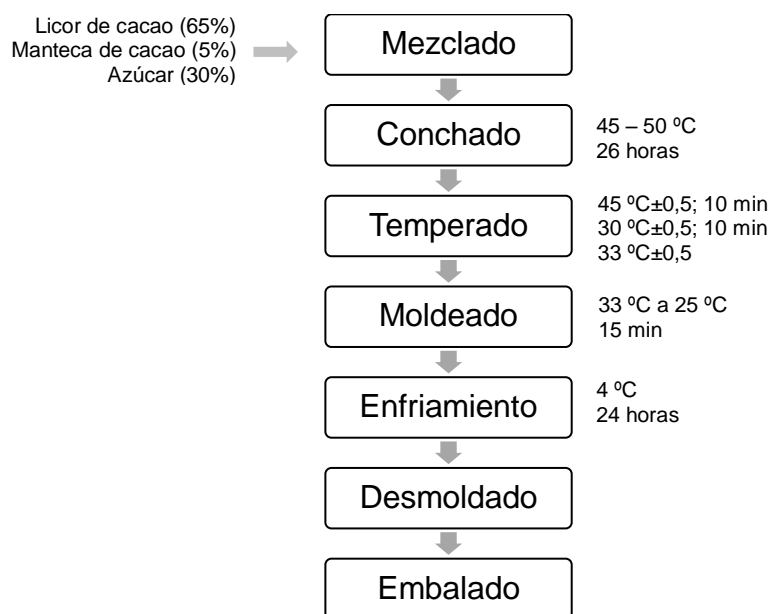 Licor de cacao (65%)
Manteca de cacao (5%)
Azúcar (30%)
Mezclado
Conchado
45 – 50 ºC
26 horas
Temperado
45 ºC±0,5; 10 min
30 ºC±0,5; 10 min
33 ºC±0,5
Moldeado
33 ºC a 25 ºC
15 min
Enfriamiento
4 ºC
24 horas
Desmoldado
Embalado